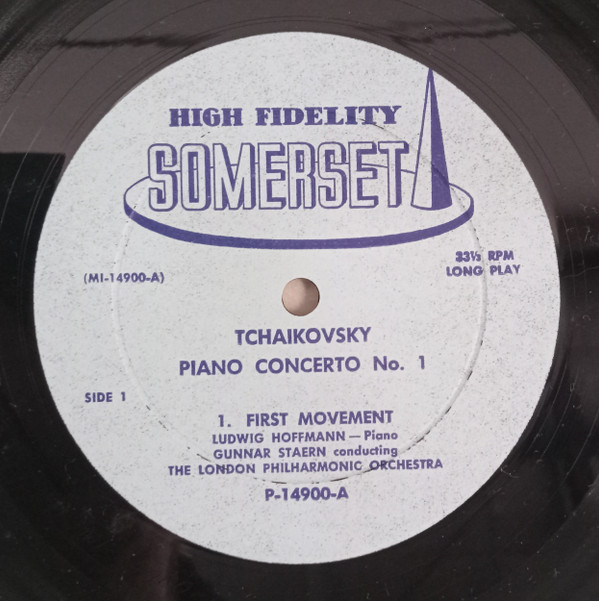 HIGH FIDELITY
SOMERSET
(MI-14900-A)
33⅓ RPM
LONG PLAY
TCHAIKOVSKY
PIANO CONCERTO No. 1
SIDE 1
1. FIRST MOVEMENT
LUDWIG HOFFMANN — Piano
GUNNAR STAERN conducting
THE LONDON PHILHARMONIC ORCHESTRA
P-14900-A